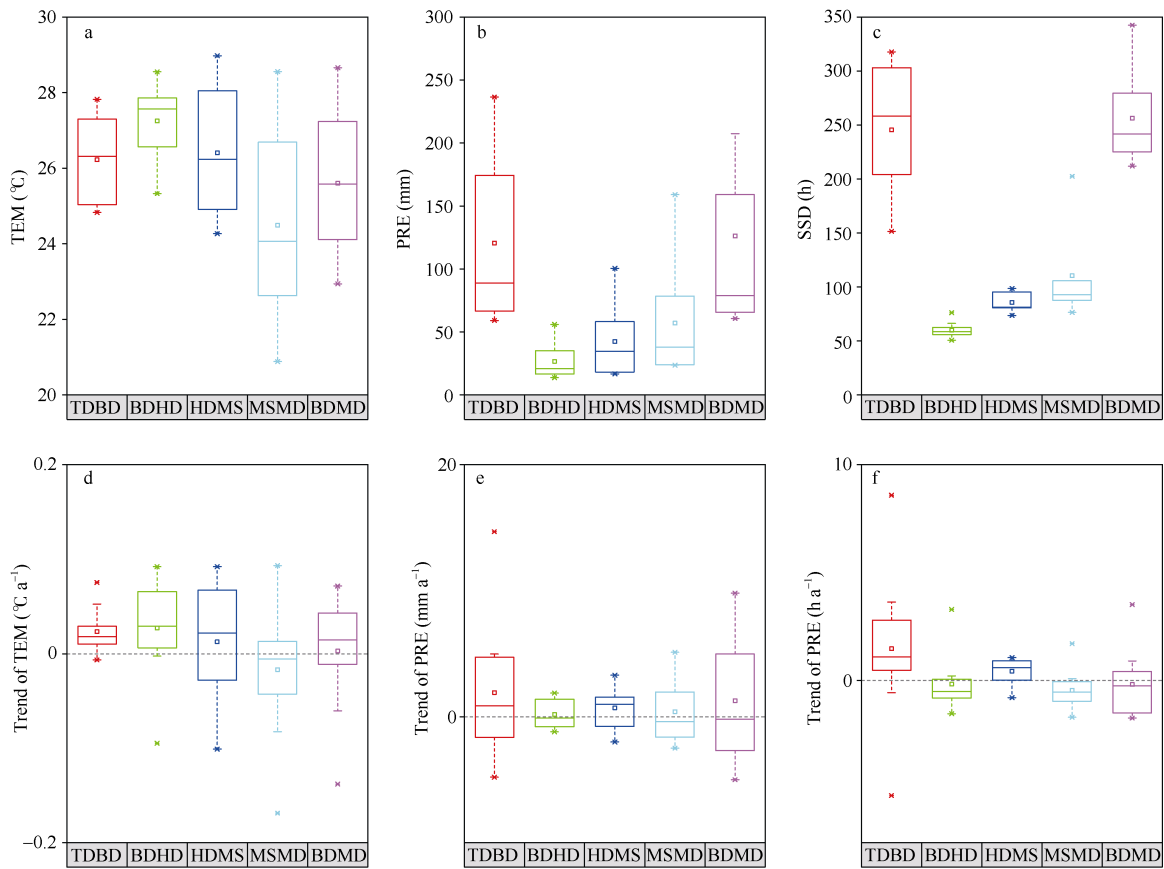 a
TEM (℃)
30
28
26
24
22
20
TDBD BDHD HDMS MSMD BDMD
b
PRE (mm)
300
250
200
150
100
50
0
TDBD BDHD HDMS MSMD BDMD
c
SSD (h)
350
300
250
200
150
100
50
0
TDBD BDHD HDMS MSMD BDMD
d
Trend of TEM (℃ a⁻¹)
0.2
0
−0.2
TDBD BDHD HDMS MSMD BDMD
e
Trend of PRE (mm a⁻¹)
20
0
TDBD BDHD HDMS MSMD BDMD
f
Trend of PRE (h a⁻¹)
10
0
TDBD BDHD HDMS MSMD BDMD